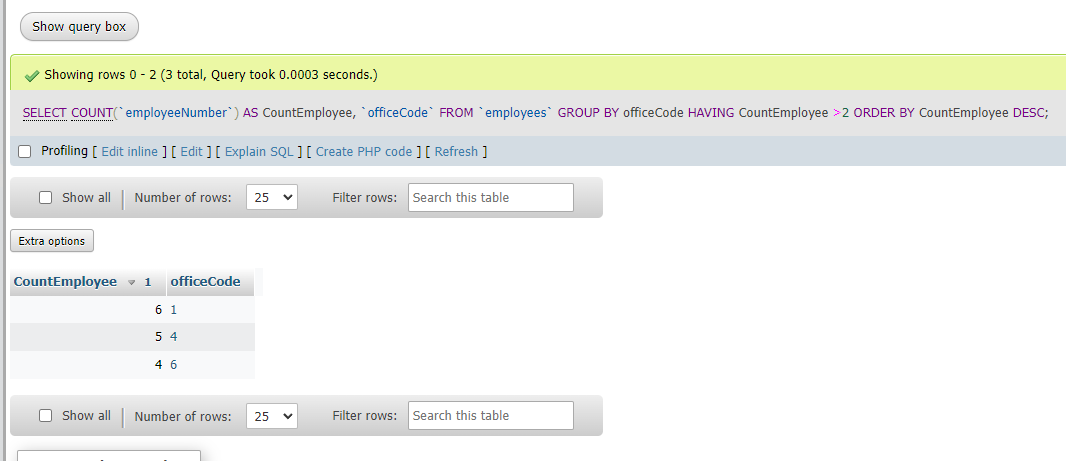 Show query box
Showing rows 0 - 2 (3 total, Query took 0.0003 seconds.)
SELECT COUNT(`employeeNumber`) AS CountEmployee, `officeCode` FROM `employees` GROUP BY officeCode HAVING CountEmployee >2 ORDER BY CountEmployee DESC;
Profiling [ Edit inline ] [ Edit ] [ Explain SQL ] [ Create PHP code ] [ Refresh ]
Show all Number of rows: 25 Filter rows: Search this table
Extra options
CountEmployee 1 officeCode
6 1
5 4
4 6
Show all Number of rows: 25 Filter rows: Search this table